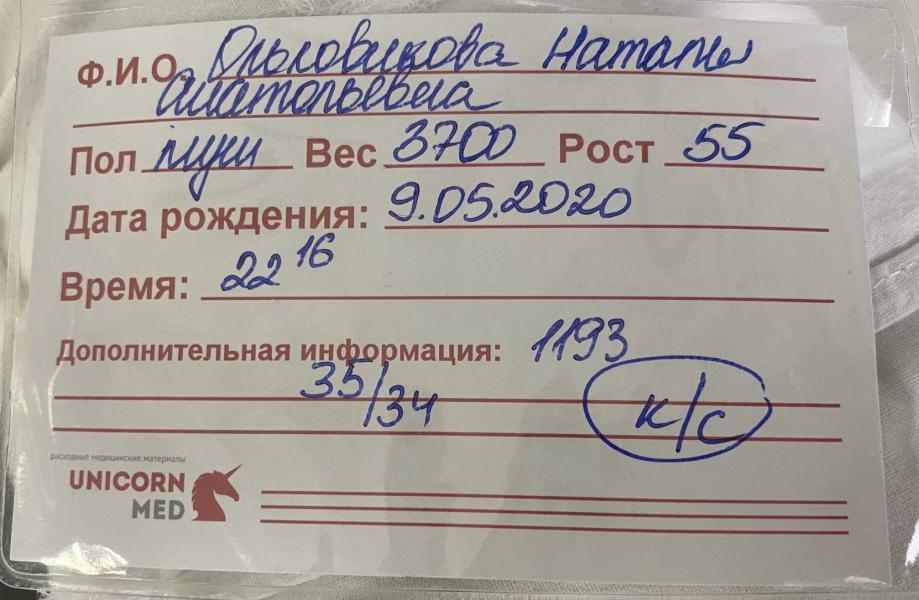 Ф.И.О. Ольховикова Наталья
Анатольевна
Пол муж Вес 3700 Рост 55
Дата рождения: 9.05.2020
Время: 22 16
Дополнительная информация: 1193
35/34
к/с
расходные медицинские материалы
UNICORN
MED